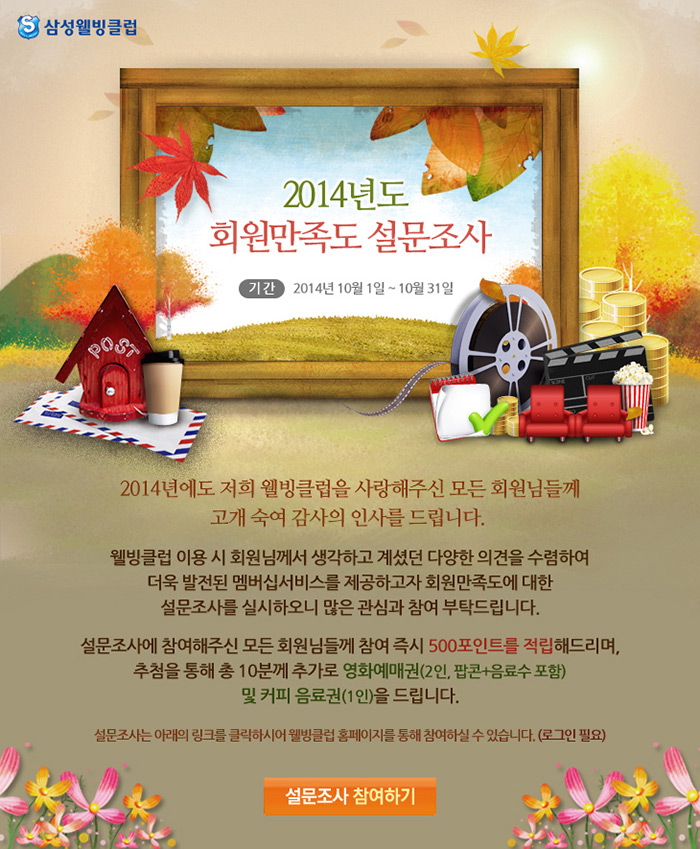 삼성웰빙클럽
2014년도
회원만족도 설문조사
기간 2014년 10월 1일 ~ 10월 31일
POST
2014년에도 저희 웰빙클럽을 사랑해주신 모든 회원님들께
고개 숙여 감사의 인사를 드립니다.
웰빙클럽 이용 시 회원님께서 생각하고 계셨던 다양한 의견을 수렴하여
더욱 발전된 멤버십서비스를 제공하고자 회원만족도에 대한
설문조사를 실시하오니 많은 관심과 참여 부탁드립니다.
설문조사에 참여해주신 모든 회원님들께 참여 즉시 500포인트를 적립해드리며,
추첨을 통해 총 10분께 추가로 영화예매권(2인, 팝콘+음료수 포함)
및 커피 음료권(1인)을 드립니다.
설문조사는 아래의 링크를 클릭하시어 웰빙클럽 홈페이지를 통해 참여하실 수 있습니다. (로그인 필요)
설문조사 참여하기